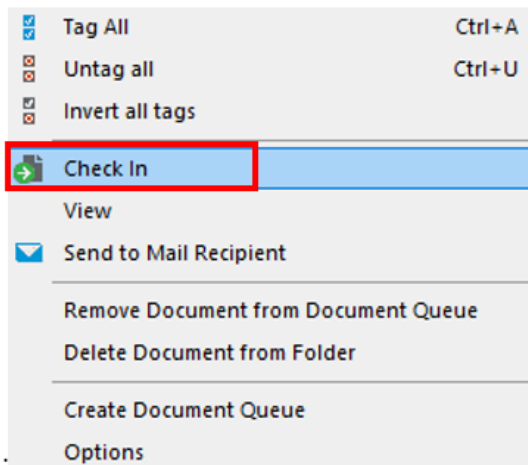 Tag All Ctrl+A
Untag all Ctrl+U
Invert all tags
Check In
View
Send to Mail Recipient
Remove Document from Document Queue
Delete Document from Folder
Create Document Queue
. Options